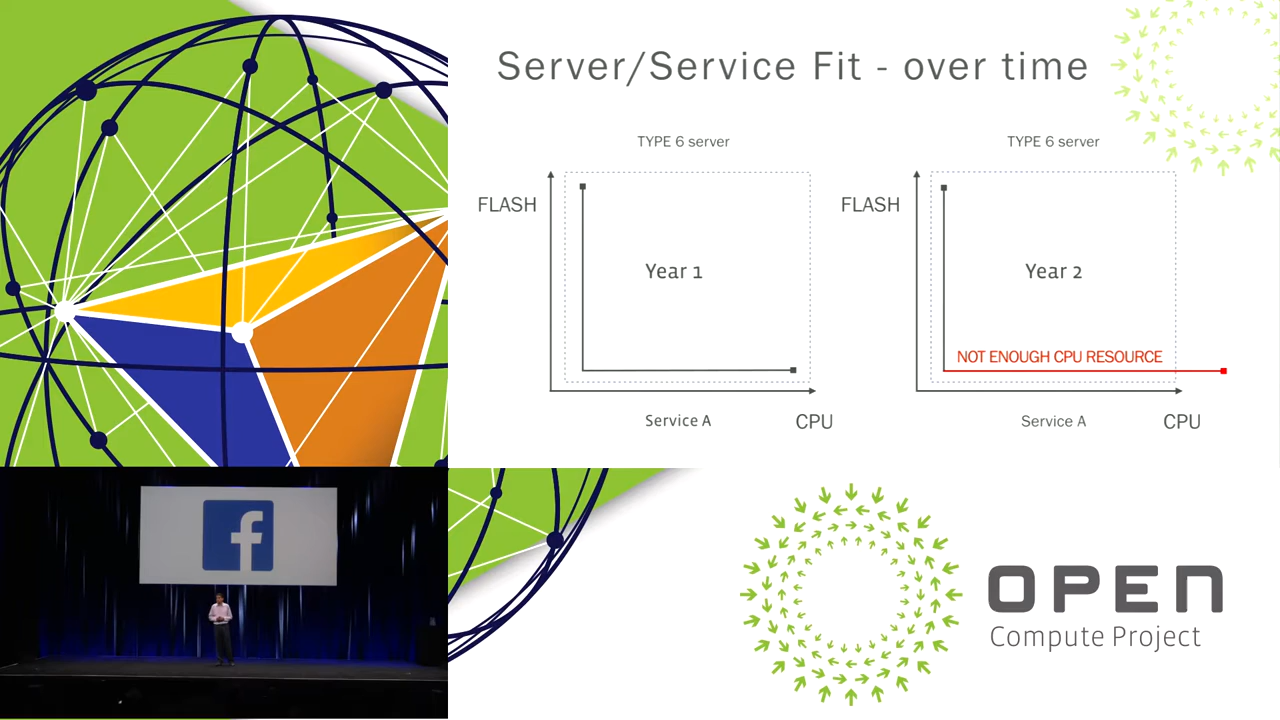 Server/Service Fit - over time
TYPE 6 server
TYPE 6 server
FLASH
FLASH
Year 1
Year 2
NOT ENOUGH CPU RESOURCE
Service A
CPU
Service A
CPU
f
OPEN
Compute Project